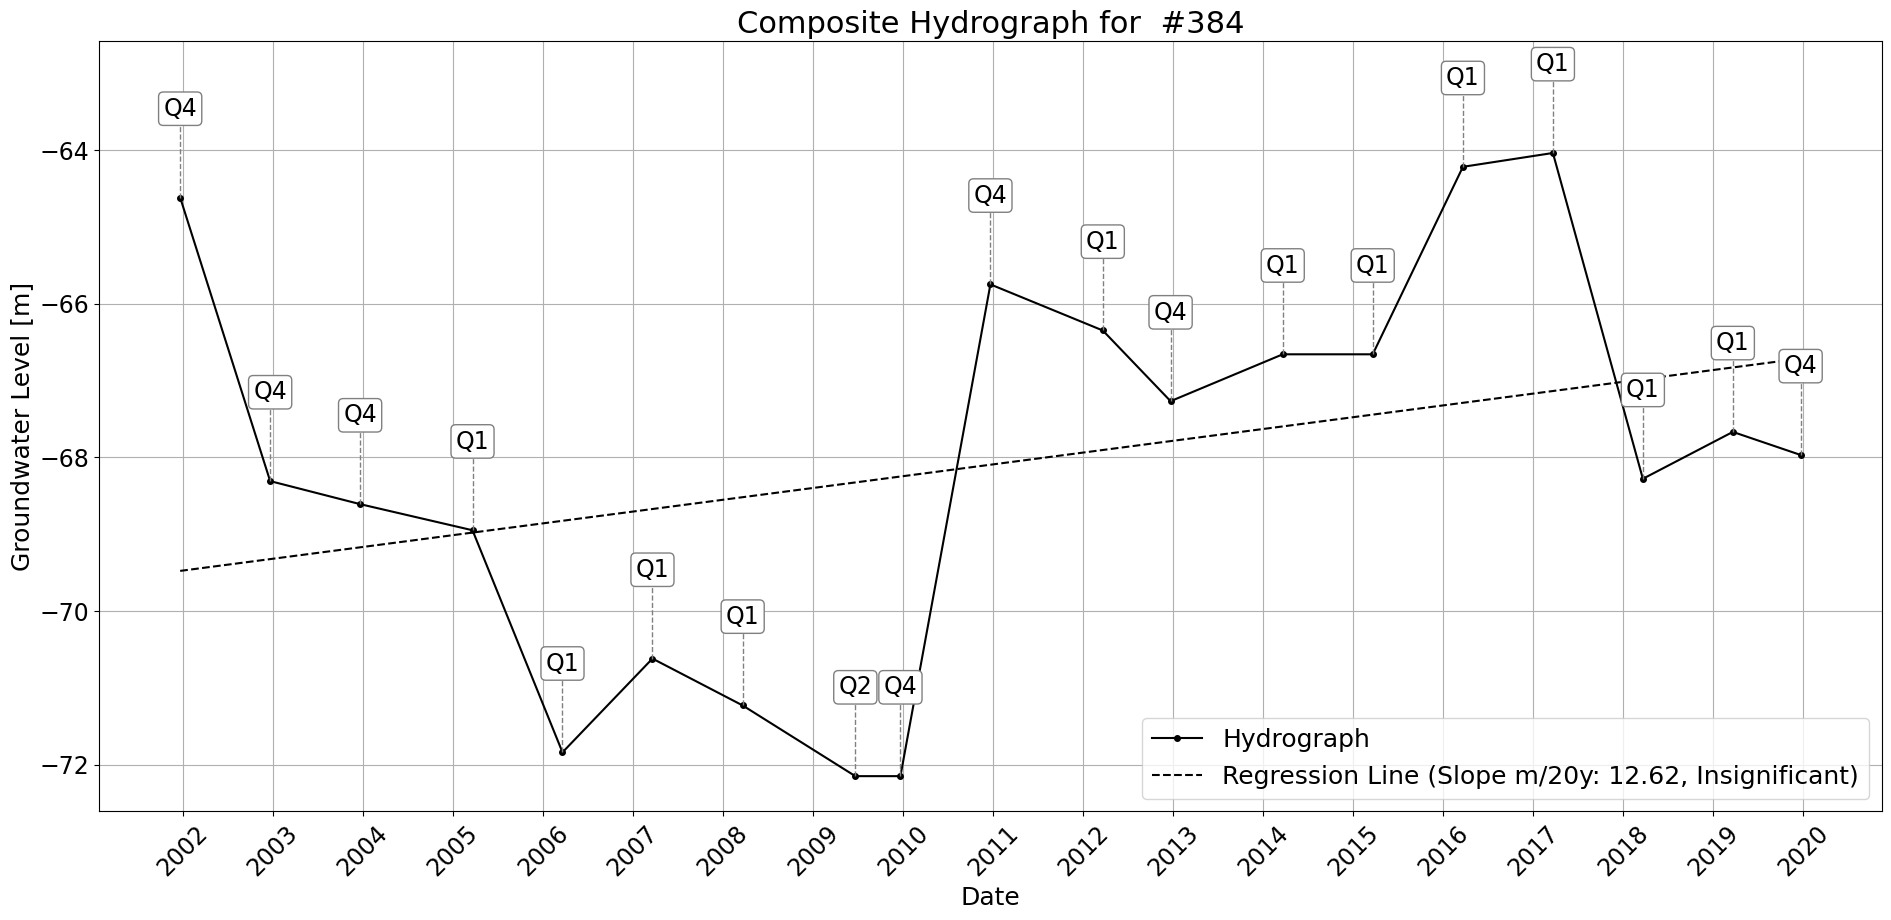 Composite Hydrograph for  #384
Groundwater Level [m]
−64
−66
−68
−70
−72
Q4
Q4
Q4
Q1
Q1
Q1
Q1
Q2
Q4
Q4
Q1
Q4
Q1
Q1
Q1
Q1
Q1
Q1
Q4
Hydrograph
Regression Line (Slope m/20y: 12.62, Insignificant)
2002
2003
2004
2005
2006
2007
2008
2009
2010
2011
2012
2013
2014
2015
2016
2017
2018
2019
2020
Date